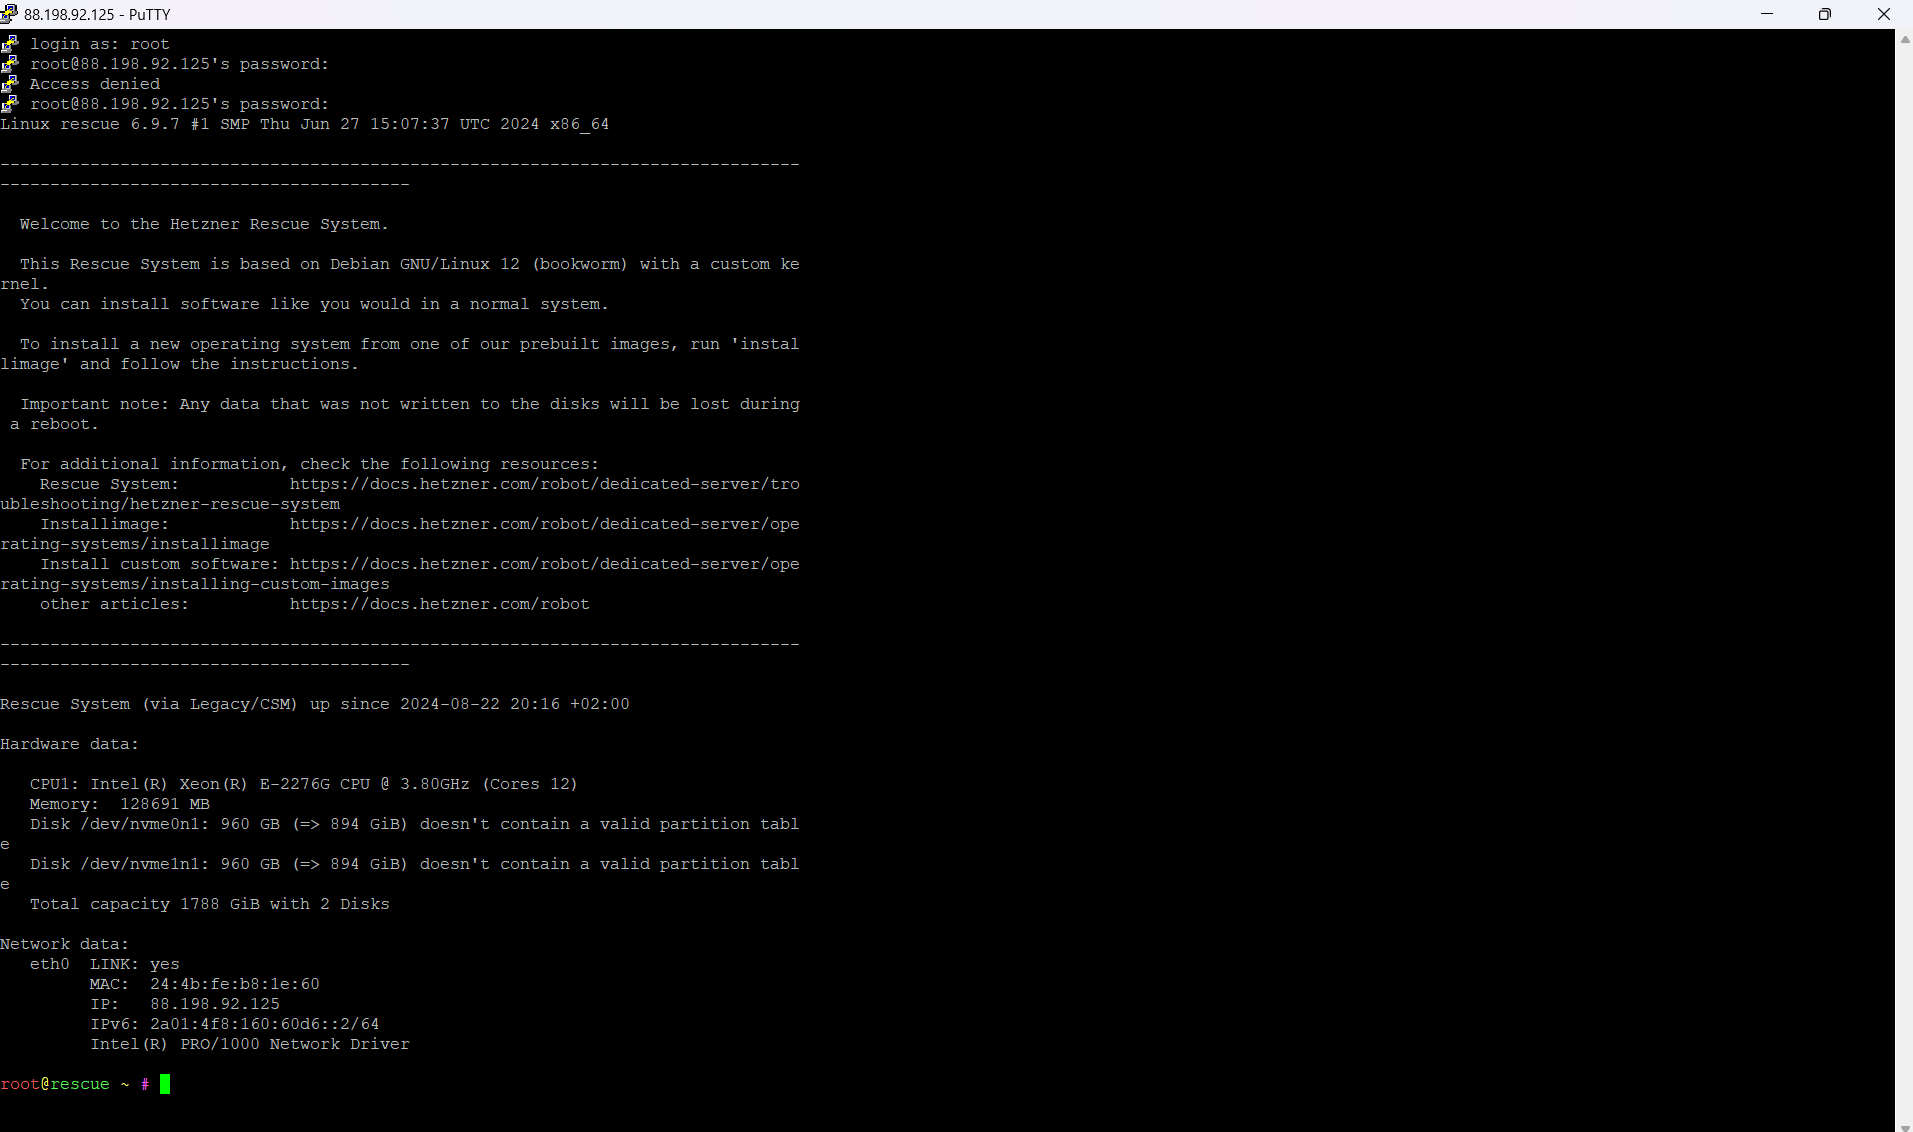 88.198.92.125 - PuTTY
login as: root
root@88.198.92.125's password:
Access denied
root@88.198.92.125's password:
Linux rescue 6.9.7 #1 SMP Thu Jun 27 15:07:37 UTC 2024 x86_64
--------------------------------------------------------------------------------
-----------------------------------------
Welcome to the Hetzner Rescue System.
This Rescue System is based on Debian GNU/Linux 12 (bookworm) with a custom ke
rnel.
You can install software like you would in a normal system.
To install a new operating system from one of our prebuilt images, run 'instal
limage' and follow the instructions.
Important note: Any data that was not written to the disks will be lost during
a reboot.
For additional information, check the following resources:
Rescue System: https://docs.hetzner.com/robot/dedicated-server/tro
ubleshooting/hetzner-rescue-system
Installimage: https://docs.hetzner.com/robot/dedicated-server/ope
rating-systems/installimage
Install custom software: https://docs.hetzner.com/robot/dedicated-server/ope
rating-systems/installing-custom-images
other articles: https://docs.hetzner.com/robot
--------------------------------------------------------------------------------
-----------------------------------------
Rescue System (via Legacy/CSM) up since 2024-08-22 20:16 +02:00
Hardware data:
CPU1: Intel(R) Xeon(R) E-2276G CPU @ 3.80GHz (Cores 12)
Memory: 128691 MB
Disk /dev/nvme0n1: 960 GB (=> 894 GiB) doesn't contain a valid partition tabl
e
Disk /dev/nvme1n1: 960 GB (=> 894 GiB) doesn't contain a valid partition tabl
e
Total capacity 1788 GiB with 2 Disks
Network data:
eth0 LINK: yes
MAC: 24:4b:fe:b8:1e:60
IP: 88.198.92.125
IPv6: 2a01:4f8:160:60d6::2/64
Intel(R) PRO/1000 Network Driver
root@rescue ~ #